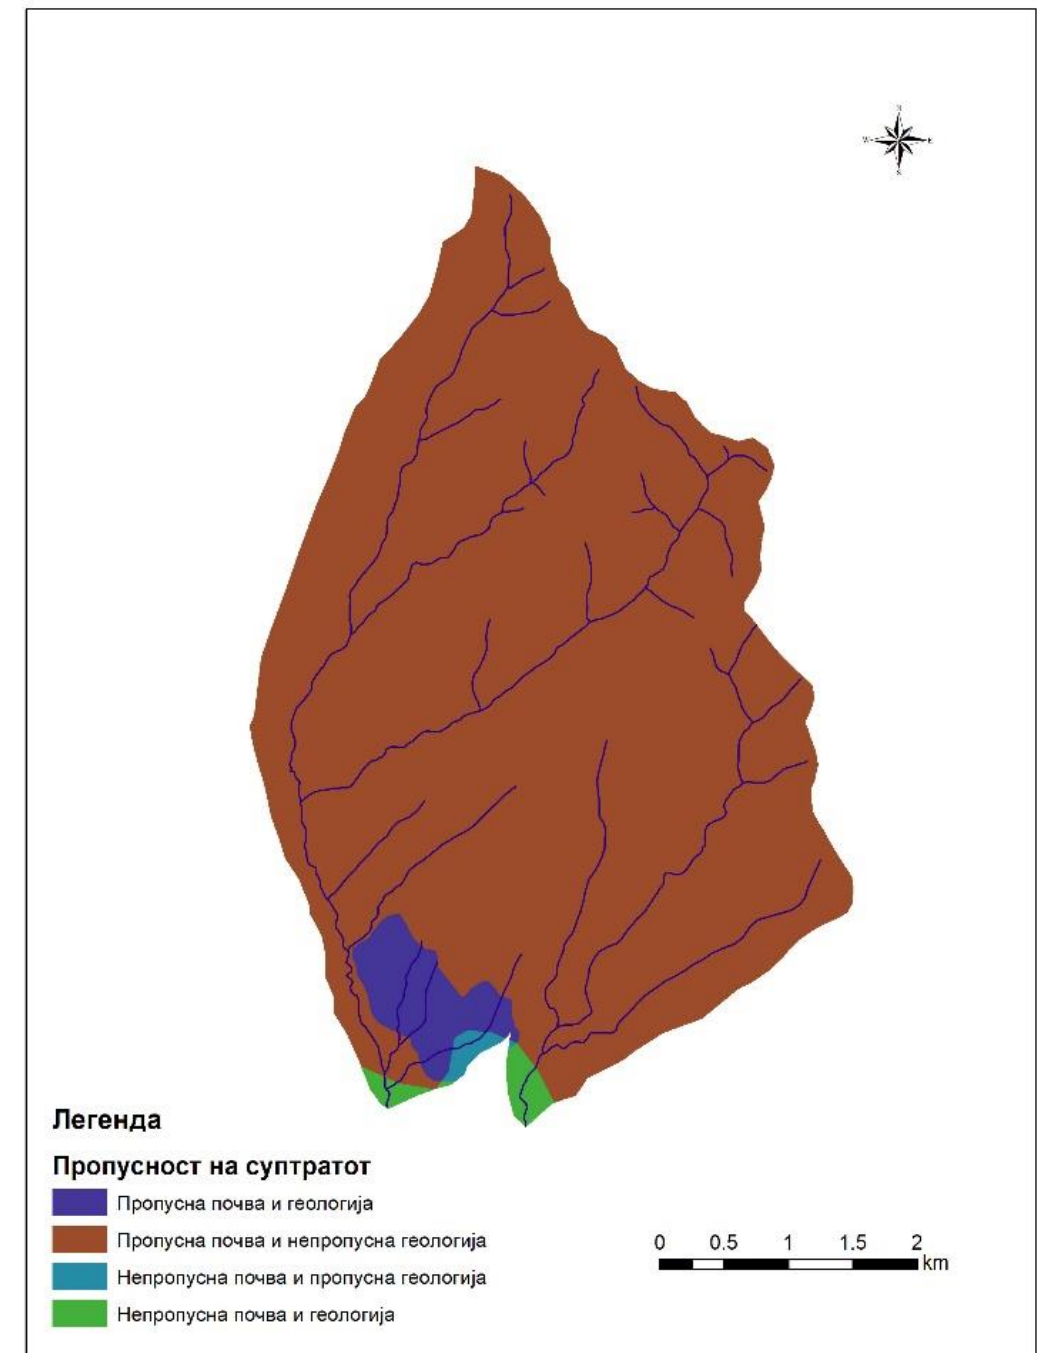 N
W E
S
Легенда
Пропусност на суптратот
Пропусна почва и геологија
Пропусна почва и непропусна геологија
Непропусна почва и пропусна геологија
Непропусна почва и геологија
0 0.5 1 1.5 2
km